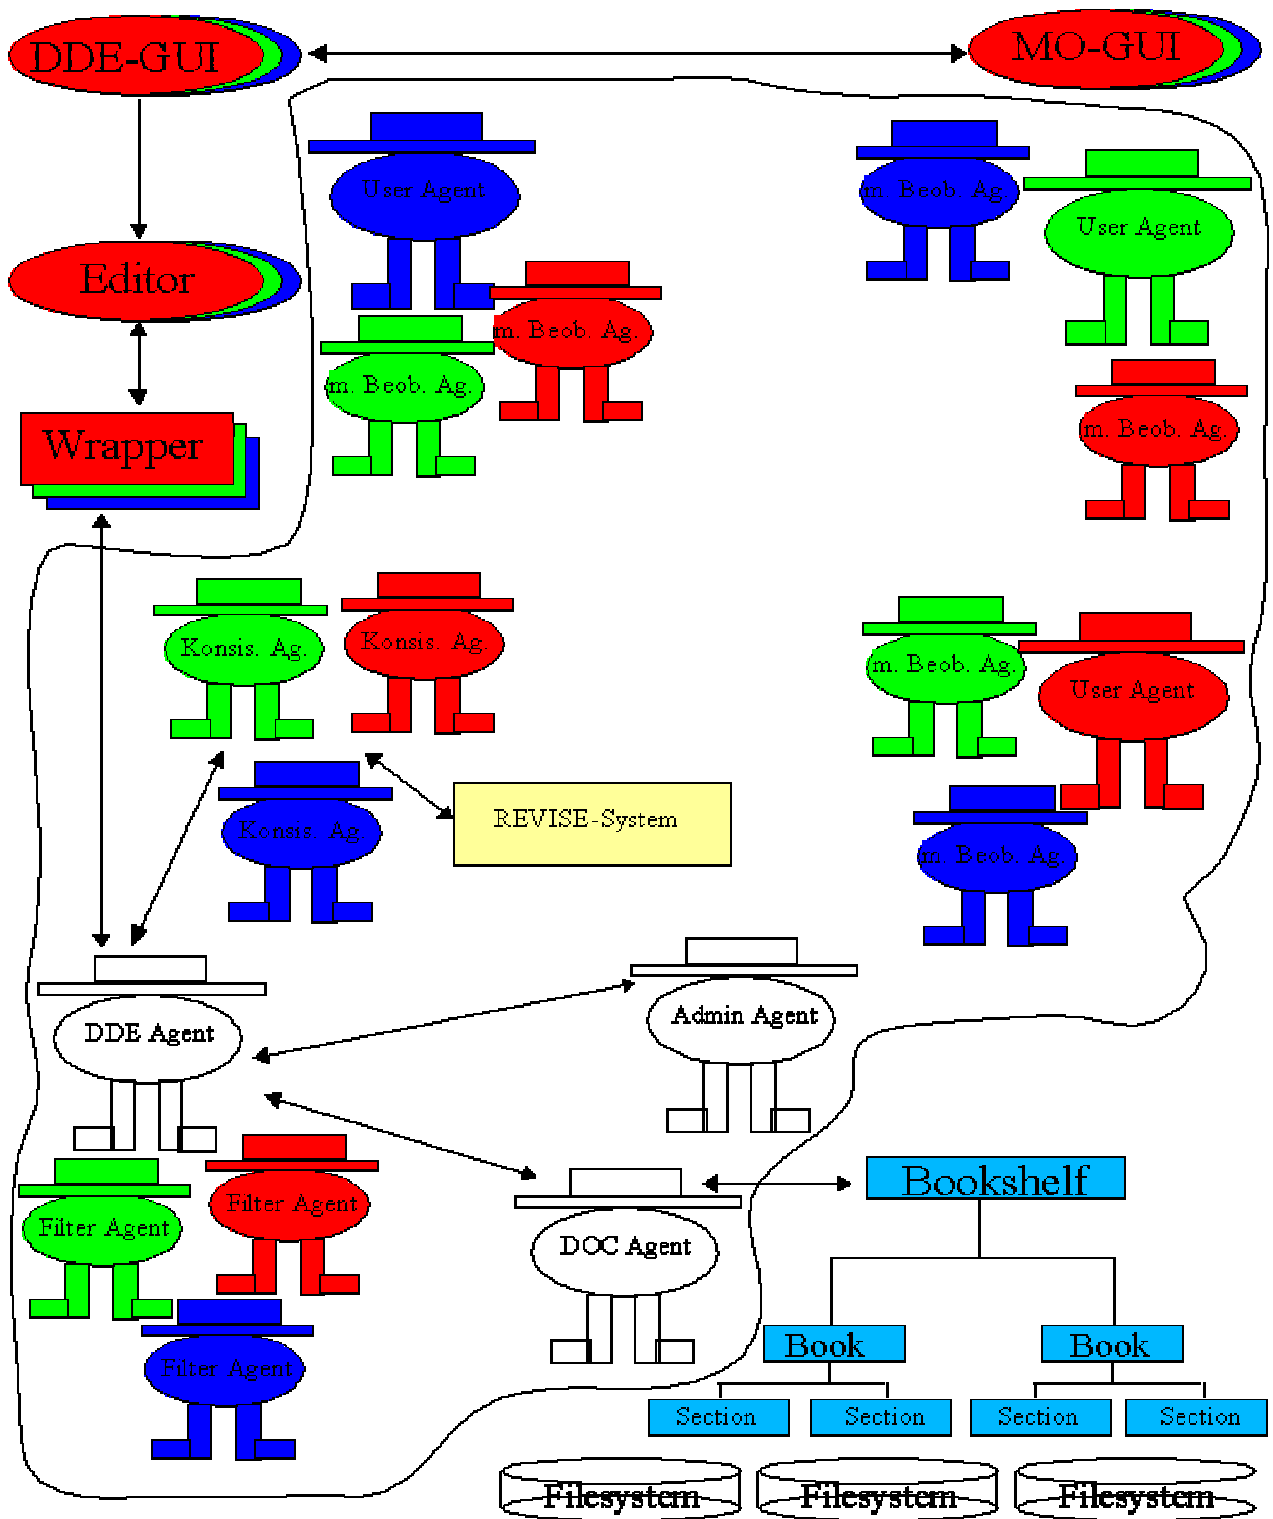 DDE-GUI
MO-GUI
User Agent
m. Beob. Ag.
User Agent
Editor
m. Beob. Ag.
m. Beob. Ag.
m. Beob. Ag.
Wrapper
Konsis. Ag.
Konsis. Ag.
m. Beob. Ag.
User Agent
REVISE-System
Konsis. Ag.
m. Beob. Ag.
DDE Agent
Admin Agent
Filter Agent
Filter Agent
DOC Agent
Bookshelf
Filter Agent
Book
Book
Section
Section
Section
Section
Filesystem
Filesystem
Filesystem